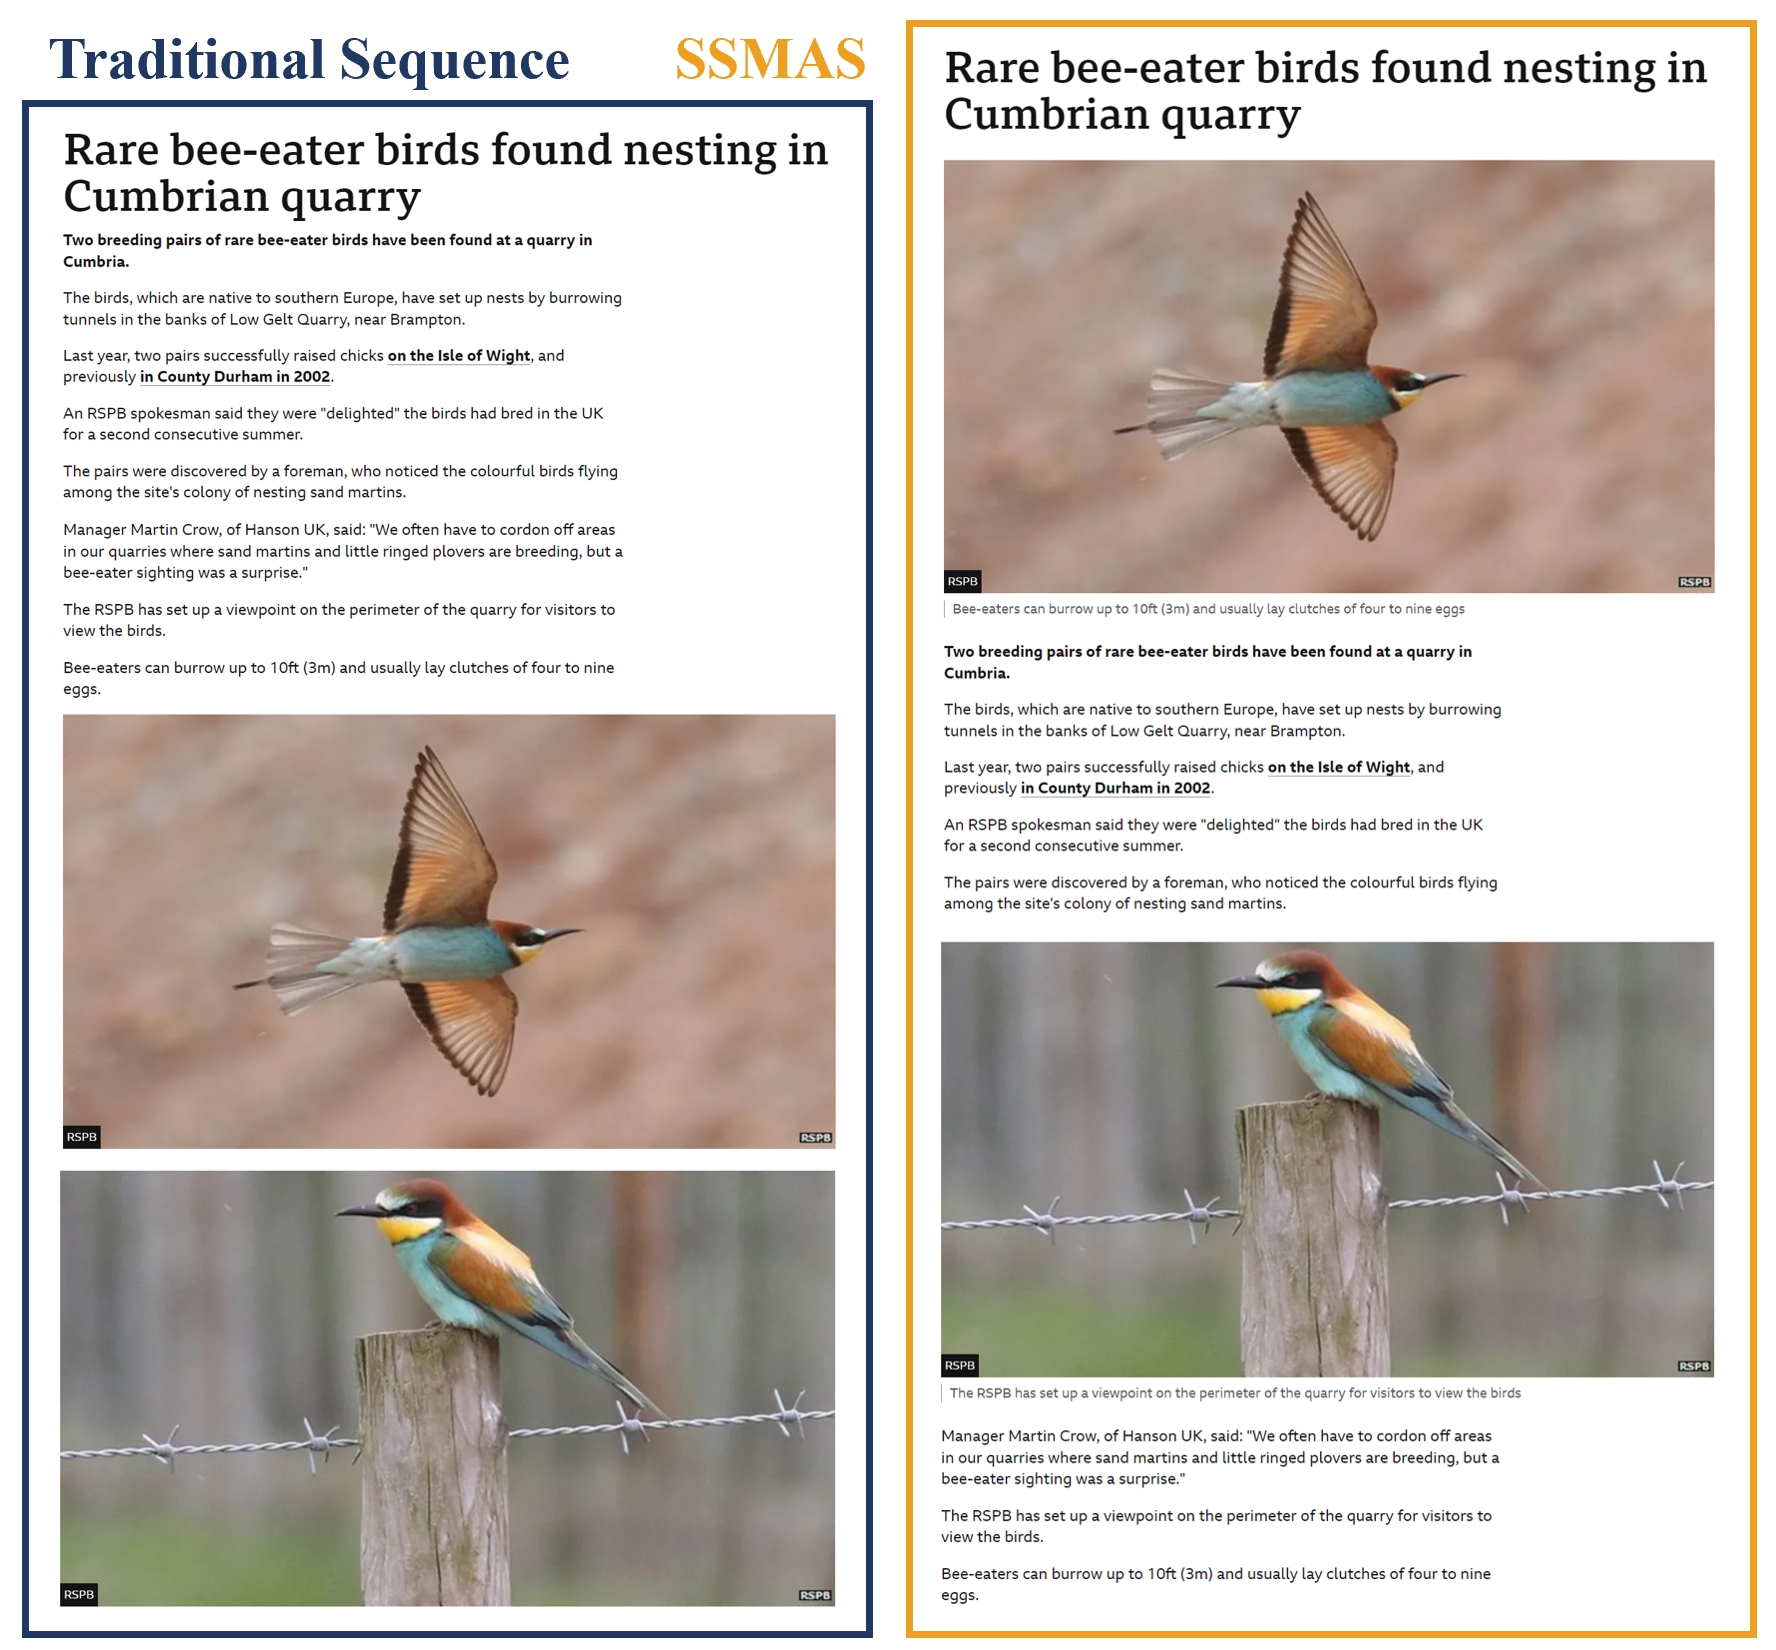 Traditional Sequence
SSMAS
Rare bee-eater birds found nesting in
Cumbrian quarry
Two breeding pairs of rare bee-eater birds have been found at a quarry in
Cumbria.
The birds, which are native to southern Europe, have set up nests by burrowing
tunnels in the banks of Low Gelt Quarry, near Brampton.
Last year, two pairs successfully raised chicks on the Isle of Wight, and
previously in County Durham in 2002.
An RSPB spokesman said they were "delighted" the birds had bred in the UK
for a second consecutive summer.
The pairs were discovered by a foreman, who noticed the colourful birds flying
among the site's colony of nesting sand martins.
Manager Martin Crow, of Hanson UK, said: "We often have to cordon off areas
in our quarries where sand martins and little ringed plovers are breeding, but a
bee-eater sighting was a surprise."
The RSPB has set up a viewpoint on the perimeter of the quarry for visitors to
view the birds.
Bee-eaters can burrow up to 10ft (3m) and usually lay clutches of four to nine
eggs.
RSPB
RSPB
RSPB
RSPB
Rare bee-eater birds found nesting in
Cumbrian quarry
RSPB
RSPB
Bee-eaters can burrow up to 10ft (3m) and usually lay clutches of four to nine eggs
Two breeding pairs of rare bee-eater birds have been found at a quarry in
Cumbria.
The birds, which are native to southern Europe, have set up nests by burrowing
tunnels in the banks of Low Gelt Quarry, near Brampton.
Last year, two pairs successfully raised chicks on the Isle of Wight, and
previously in County Durham in 2002.
An RSPB spokesman said they were "delighted" the birds had bred in the UK
for a second consecutive summer.
The pairs were discovered by a foreman, who noticed the colourful birds flying
among the site's colony of nesting sand martins.
RSPB
RSPB
The RSPB has set up a viewpoint on the perimeter of the quarry for visitors to view the birds
Manager Martin Crow, of Hanson UK, said: "We often have to cordon off areas
in our quarries where sand martins and little ringed plovers are breeding, but a
bee-eater sighting was a surprise."
The RSPB has set up a viewpoint on the perimeter of the quarry for visitors to
view the birds.
Bee-eaters can burrow up to 10ft (3m) and usually lay clutches of four to nine
eggs.